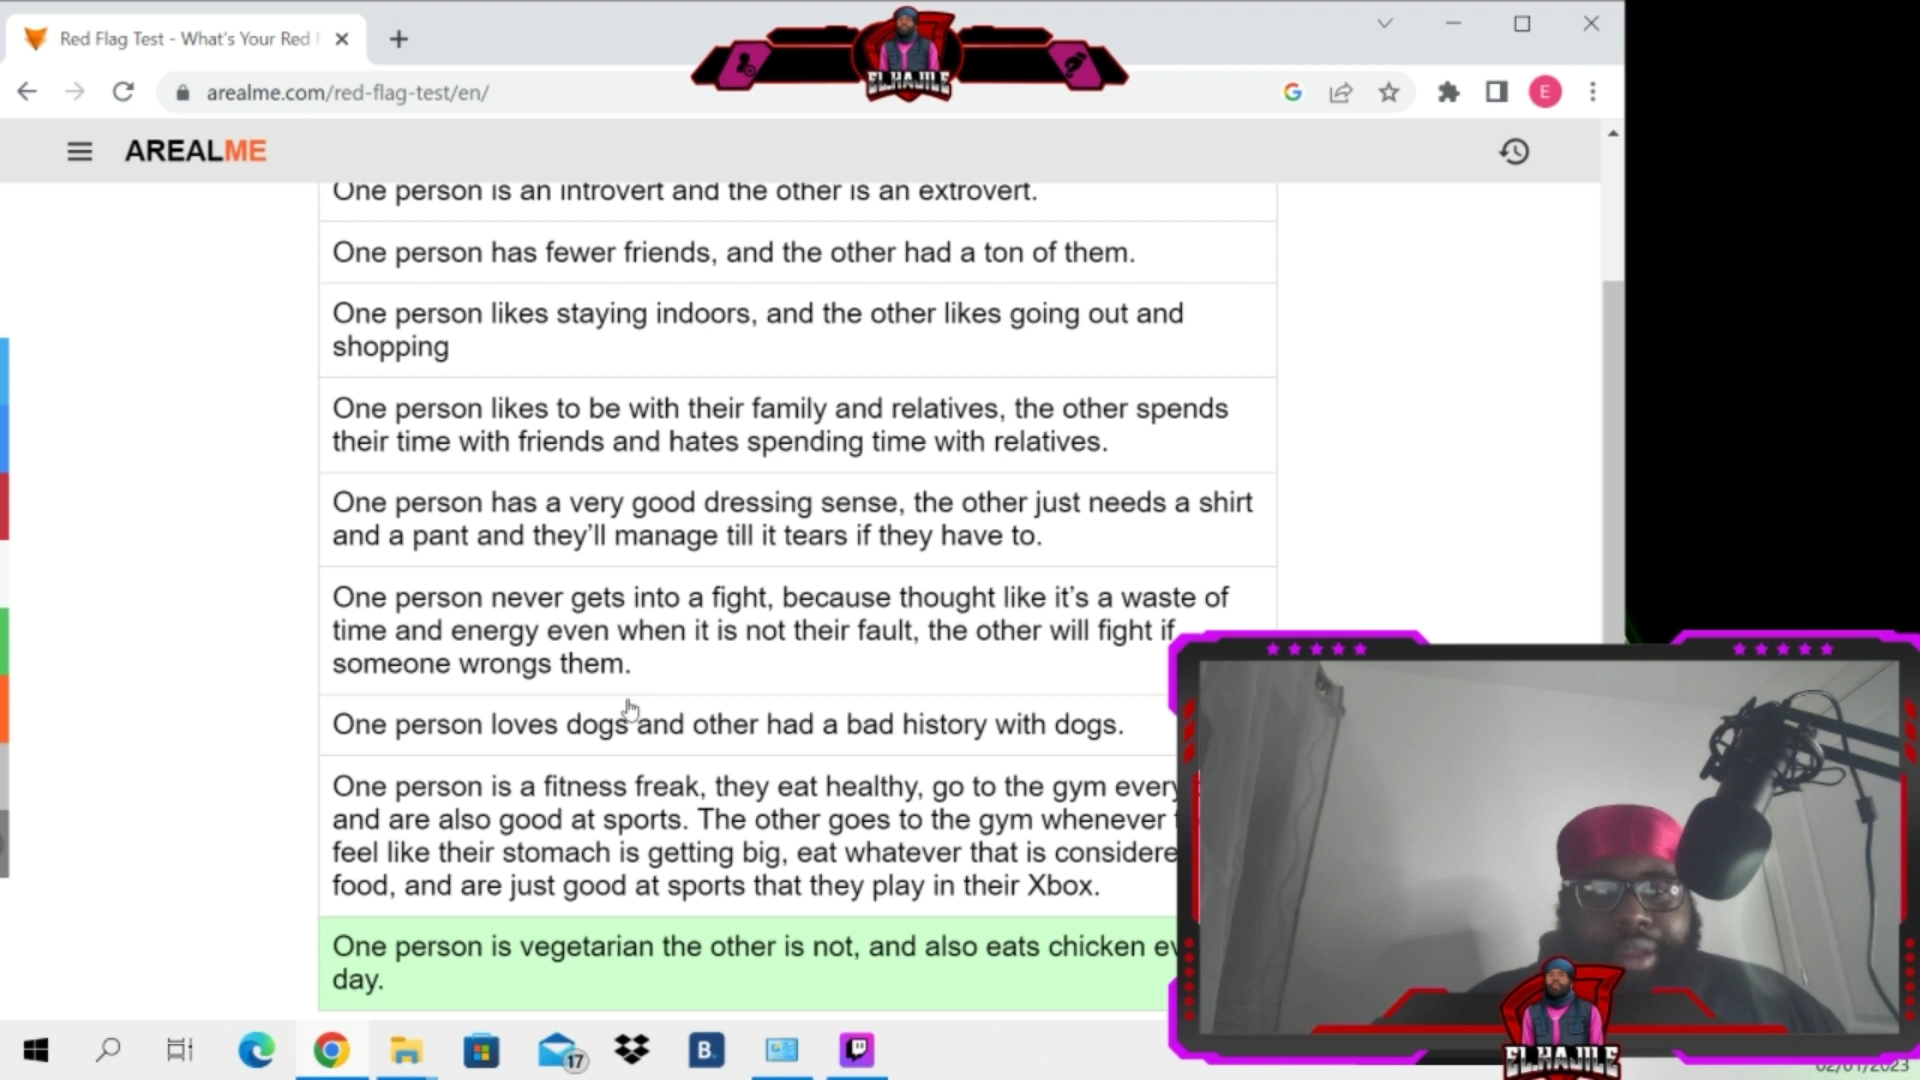 Red Flag Test - What's Your Red F
arealme.com/red-flag-test/en/
E
ELHAJILE
AREALME
One person is an introvert and the other is an extrovert.
One person has fewer friends, and the other had a ton of them.
One person likes staying indoors, and the other likes going out and
shopping
One person likes to be with their family and relatives, the other spends
their time with friends and hates spending time with relatives.
One person has a very good dressing sense, the other just needs a shirt
and a pant and they'll manage till it tears if they have to.
One person never gets into a fight, because thought like it's a waste of
time and energy even when it is not their fault, the other will fight if
someone wrongs them.
One person loves dogs and other had a bad history with dogs.
One person is a fitness freak, they eat healthy, go to the gym every
and are also good at sports. The other goes to the gym whenever
feel like their stomach is getting big, eat whatever that is considere
food, and are just good at sports that they play in their Xbox.
One person is vegetarian the other is not, and also eats chicken ev
day.
17
B.
ELHAJILE
02/01/2023